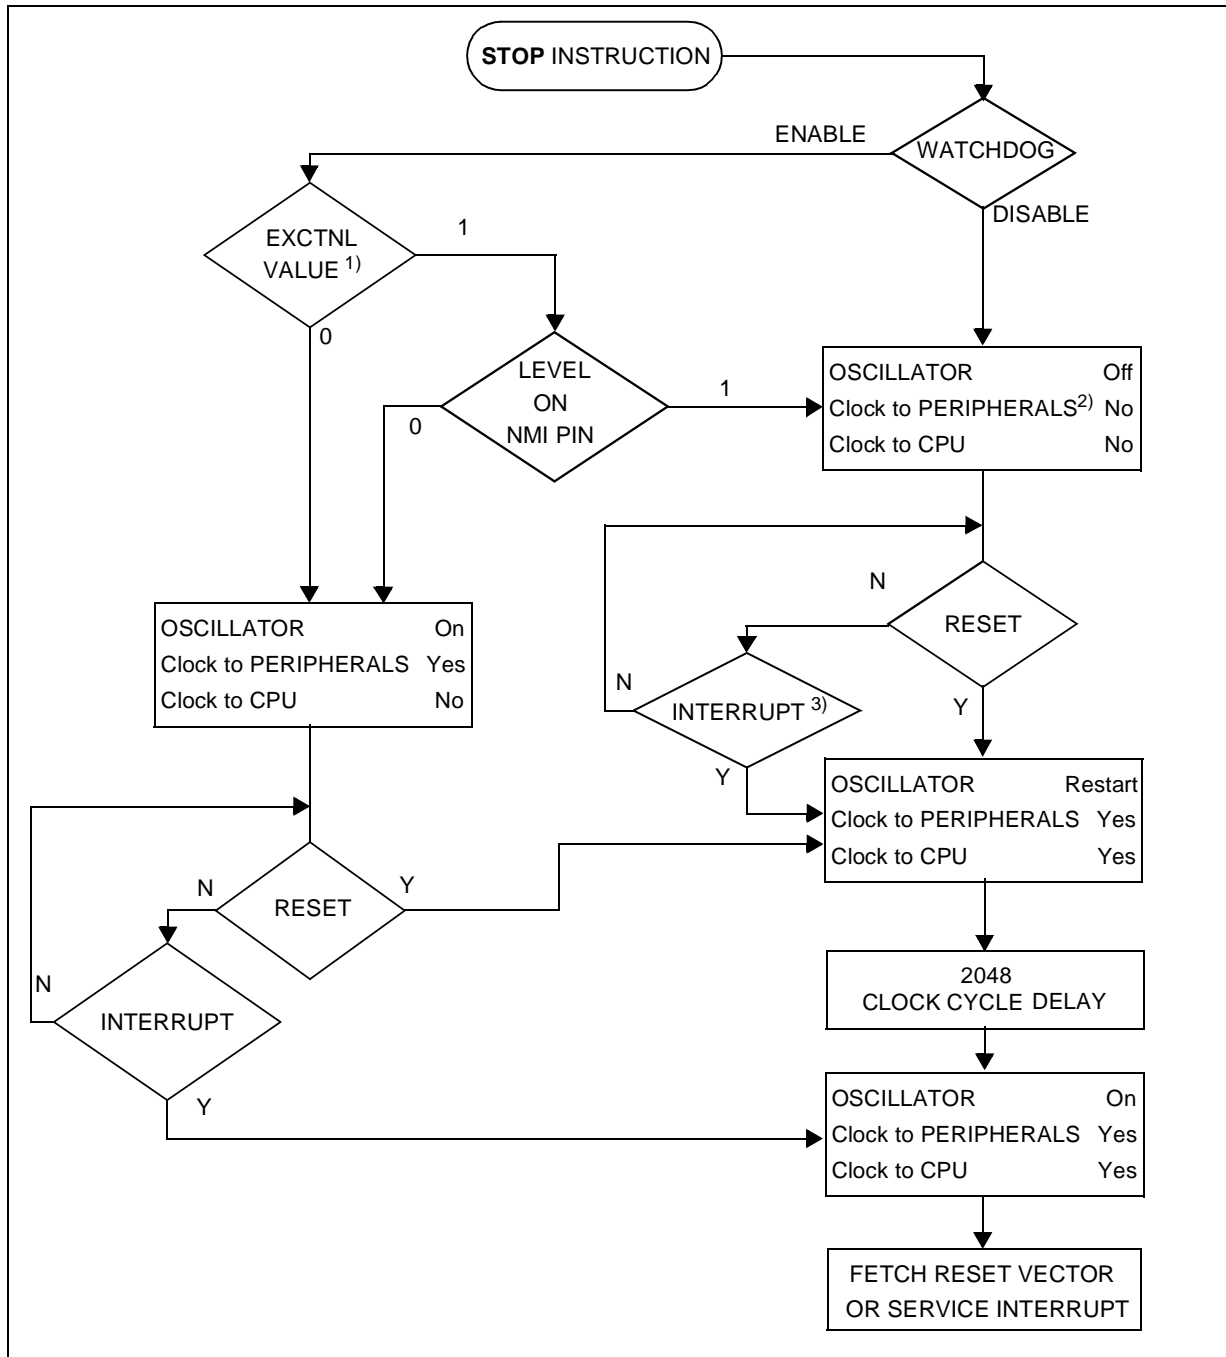 STOP INSTRUCTION
ENABLE
WATCHDOG
DISABLE
EXCTNL
VALUE 1)
1
0
LEVEL
ON
NMI PIN
0
1
OSCILLATOR Off
Clock to PERIPHERALS2) No
Clock to CPU No
OSCILLATOR On
Clock to PERIPHERALS Yes
Clock to CPU No
N
RESET
Y
N
INTERRUPT 3)
Y
OSCILLATOR Restart
Clock to PERIPHERALS Yes
Clock to CPU Yes
N
RESET
Y
N
INTERRUPT
Y
2048
CLOCK CYCLE DELAY
OSCILLATOR On
Clock to PERIPHERALS Yes
Clock to CPU Yes
FETCH RESET VECTOR
OR SERVICE INTERRUPT